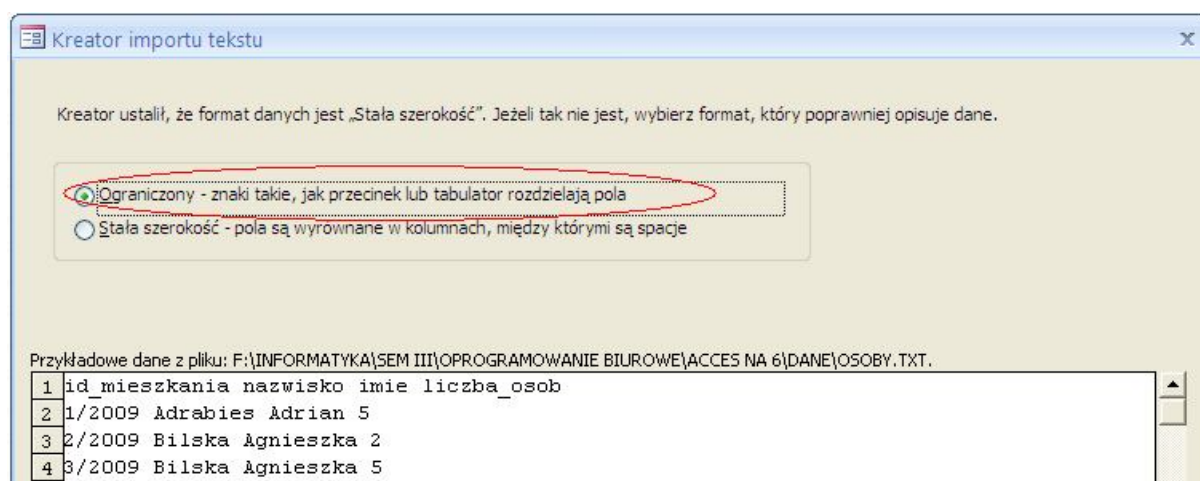 Kreator importu tekstu
Kreator ustalił, że format danych jest „Stała szerokość”. Jeżeli tak nie jest, wybierz format, który poprawniej opisuje dane.
Ograniczony - znaki takie, jak przecinek lub tabulator rozdzielają pola
Stała szerokość - pola są wyrównane w kolumnach, między którymi są spacje
Przykładowe dane z pliku: F:\INFORMATYKA\SEM III\OPROGRAMOWANIE BIUROWE\ACCES NA 6\DANE\OSOBY.TXT.
1 id_mieszkania nazwisko imie liczba_osob
2 1/2009 Adrabies Adrian 5
3 2/2009 Bilska Agnieszka 2
4 3/2009 Bilska Agnieszka 5